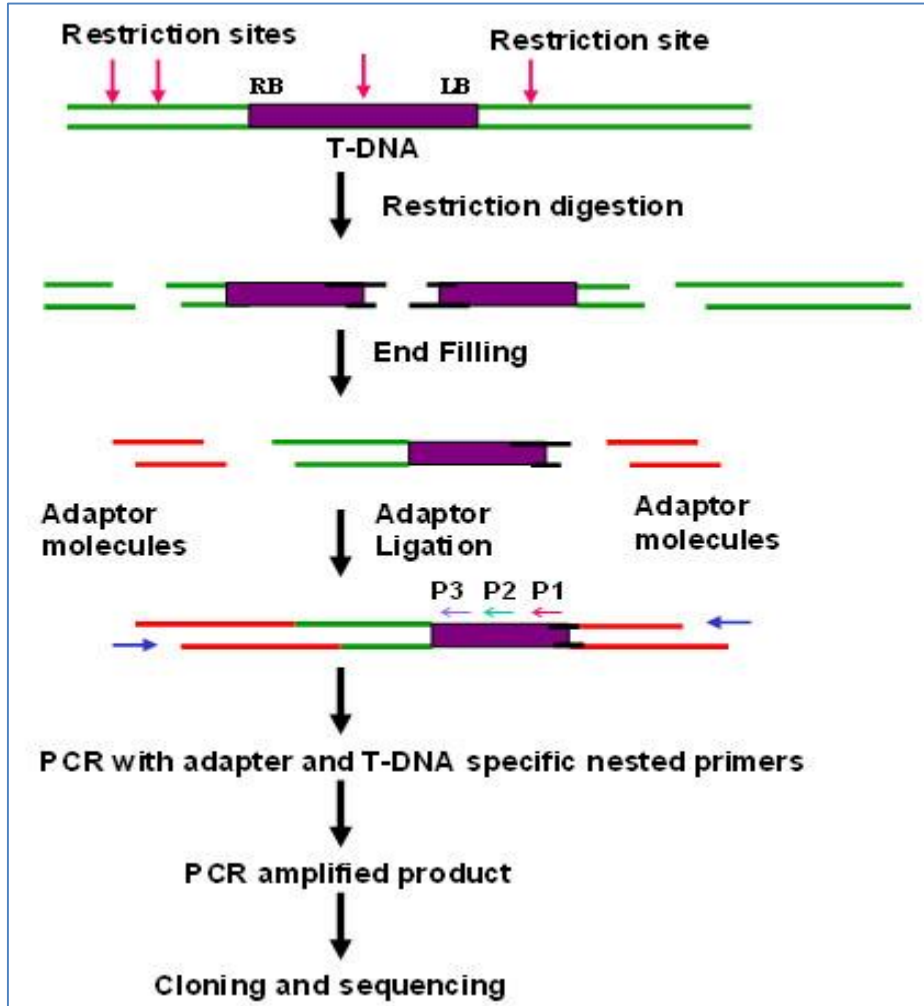 Restriction sites
Restriction site
RB
LB
T-DNA
Restriction digestion
End Filling
Adaptor
molecules
Adaptor
Ligation
Adaptor
molecules
P3 P2 P1
PCR with adapter and T-DNA specific nested primers
PCR amplified product
Cloning and sequencing